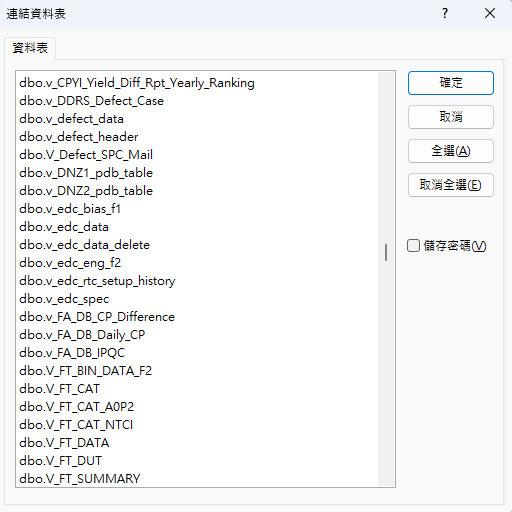 連結資料表
?
資料表
dbo.v_CPYI_Yield_Diff_Rpt_Yearly_Ranking
dbo.v_DDRS_Defect_Case
dbo.v_defect_data
dbo.v_defect_header
dbo.V_Defect_SPC_Mail
dbo.v_DNZ1_pdb_table
dbo.v_DNZ2_pdb_table
dbo.v_edc_bias_f1
dbo.v_edc_data
dbo.v_edc_data_delete
dbo.v_edc_eng_f2
dbo.v_edc_rtc_setup_history
dbo.v_edc_spec
dbo.v_FA_DB_CP_Difference
dbo.v_FA_DB_Daily_CP
dbo.v_FA_DB_IPQC
dbo.V_FT_BIN_DATA_F2
dbo.V_FT_CAT
dbo.V_FT_CAT_A0P2
dbo.V_FT_CAT_NTCI
dbo.V_FT_DATA
dbo.V_FT_DUT
dbo.V_FT_SUMMARY
確定
取消
全選(A)
取消全選(E)
儲存密碼(V)